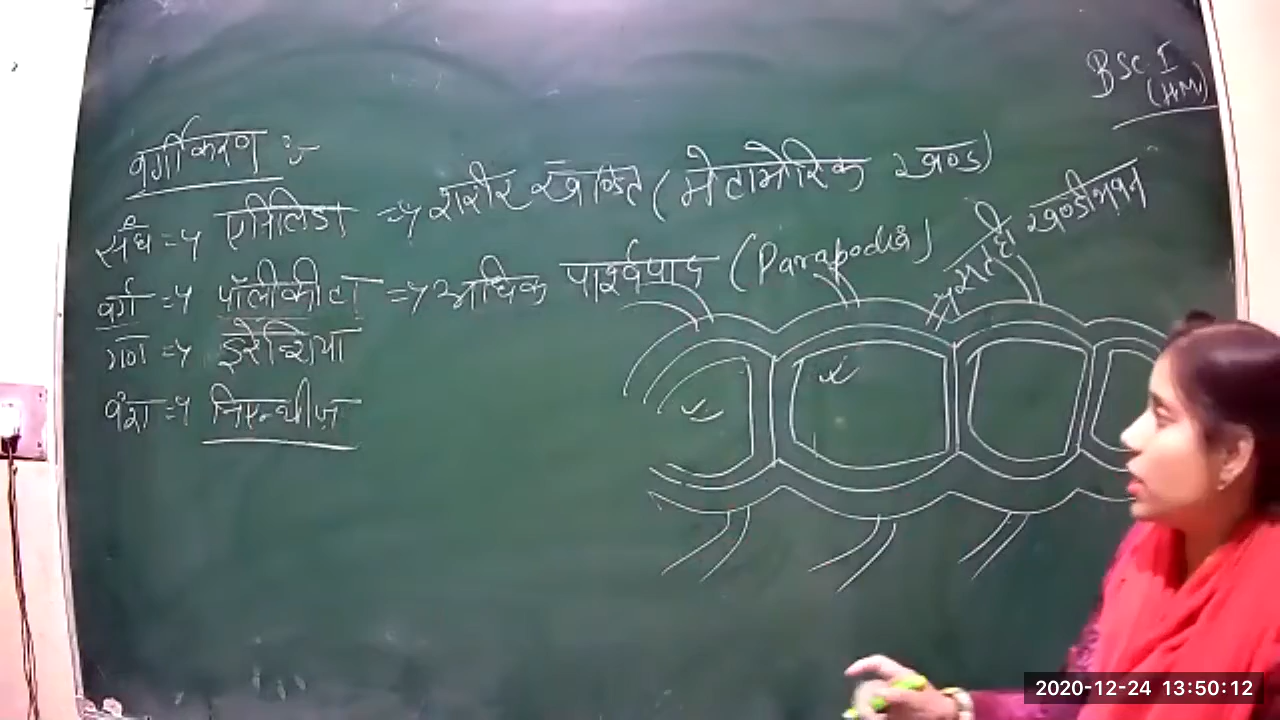 BSc. I
(HM)
वर्गीकरण :-
संघ => एनिलिडा => शरीर खण्डित (मेटामेरिक खण्ड)
वर्ग => पॉलीकीटा => अधिक पार्श्वपाद (Parapodia)
गण => इरेन्शिया
वंश => निएन्थीज
=> सतही खण्डीभवन
2020-12-24 13:50:12